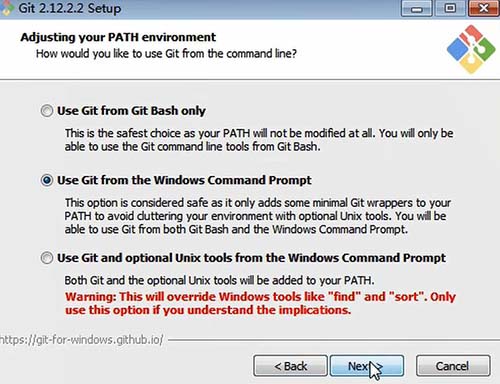 Git 2.12.2.2 Setup
Adjusting your PATH environment
How would you like to use Git from the command line?
Use Git from Git Bash only
This is the safest choice as your PATH will not be modified at all. You will only
be able to use the Git command line tools from Git Bash.
Use Git from the Windows Command Prompt
This option is considered safe as it only adds some minimal Git wrappers to your
PATH to avoid cluttering your environment with optional Unix tools. You will be
able to use Git from both Git Bash and the Windows Command Prompt.
Use Git and optional Unix tools from the Windows Command Prompt
Both Git and the optional Unix tools will be added to your PATH.
Warning: This will override Windows tools like "find" and "sort". Only
use this option if you understand the implications.
https://git-for-windows.github.io/
< Back
Next >
Cancel